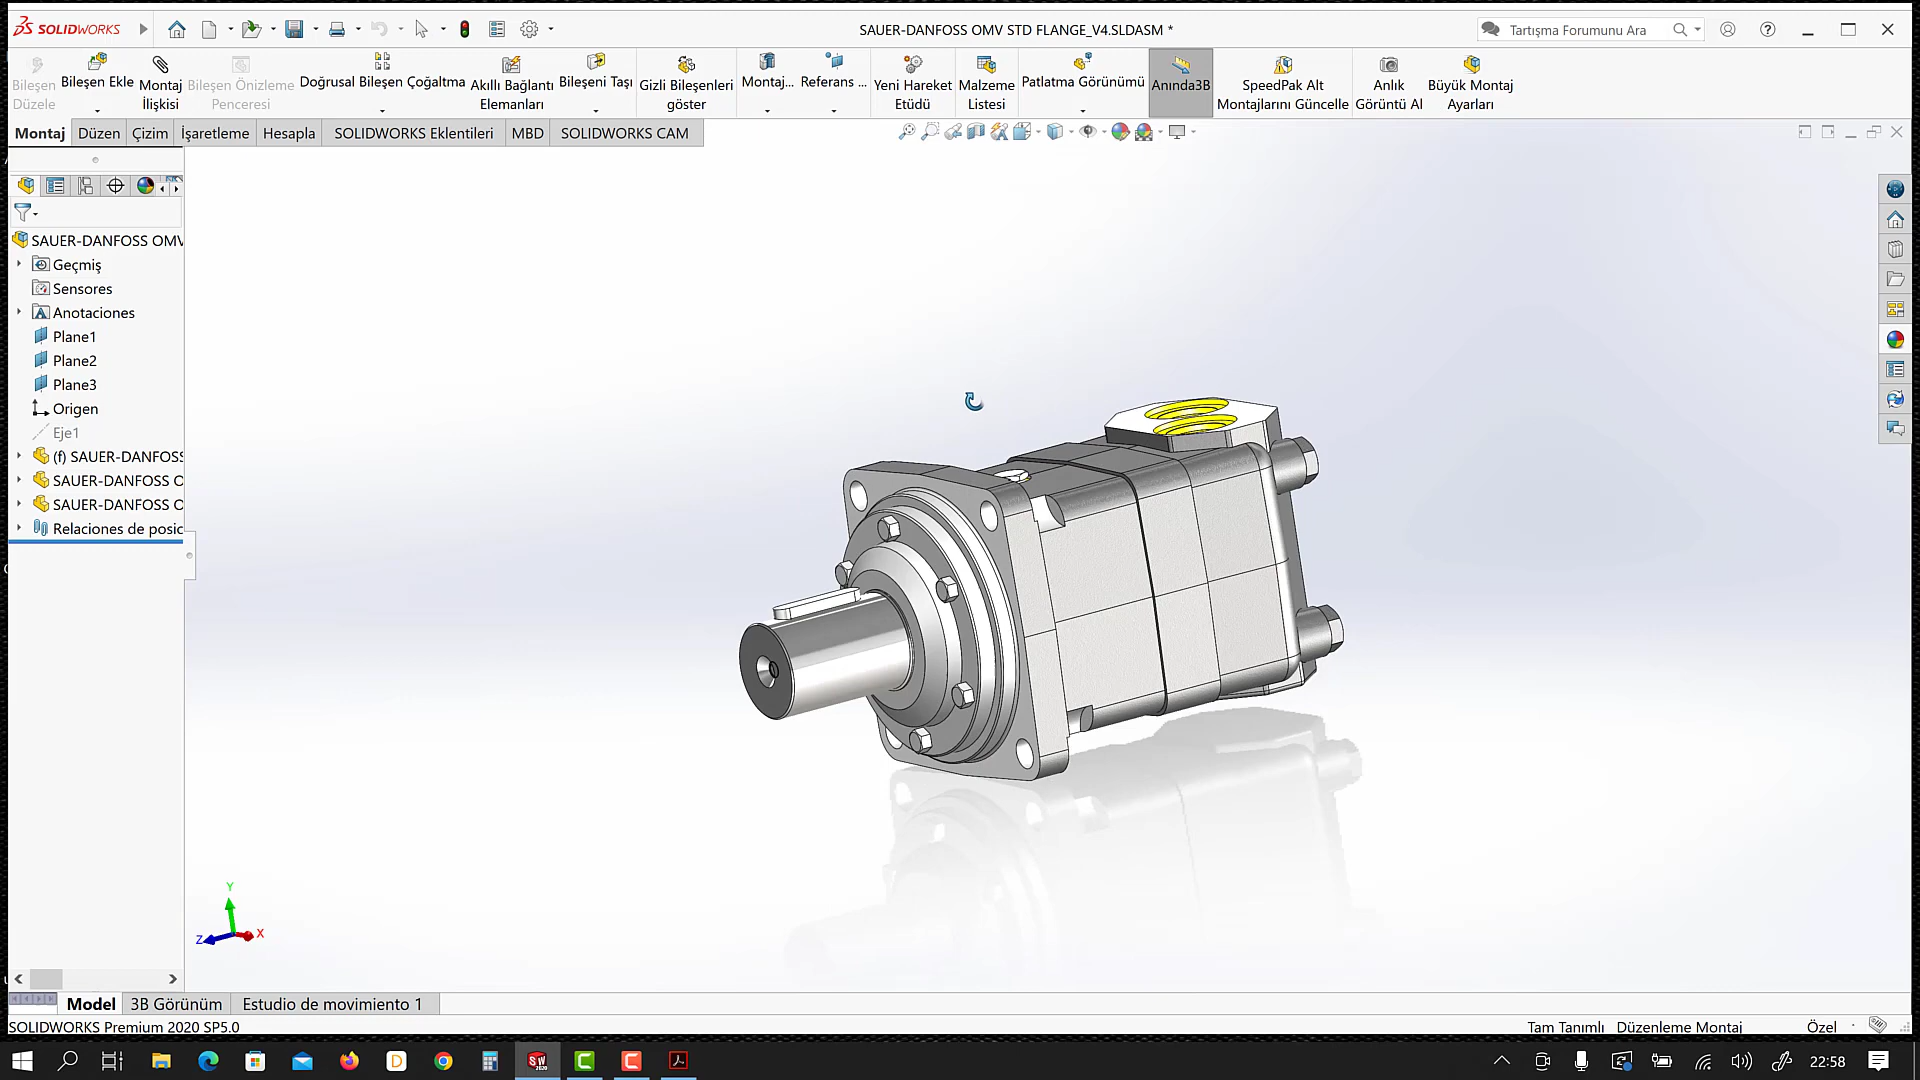 SOLIDWORKS
SAUER-DANFOSS OMV STD FLANGE_V4.SLDASM *
Tartışma Forumunu Ara
Bileşen Düzele
Bileşen Ekle
Montaj İlişkisi
Bileşen Önizleme Penceresi
Doğrusal Bileşen Çoğaltma
Akıllı Bağlantı Elemanları
Bileşeni Taşı
Gizli Bileşenleri göster
Montaj...
Referans ...
Yeni Hareket Etüdü
Malzeme Listesi
Patlatma Görünümü
Anında3B
SpeedPak Alt Montajlarını Güncelle
Anlık Görüntü Al
Büyük Montaj Ayarları
Montaj
Düzen
Çizim
İşaretleme
Hesapla
SOLIDWORKS Eklentileri
MBD
SOLIDWORKS CAM
SAUER-DANFOSS OMV
Geçmiş
Sensores
Anotaciones
Plane1
Plane2
Plane3
Origen
Eje1
(f) SAUER-DANFOSS
SAUER-DANFOSS O
SAUER-DANFOSS O
Relaciones de posic
Y
Z
X
Model
3B Görünüm
Estudio de movimiento 1
SOLIDWORKS Premium 2020 SP5.0
Tam Tanımlı
Düzenleme Montaj
Özel
22:58